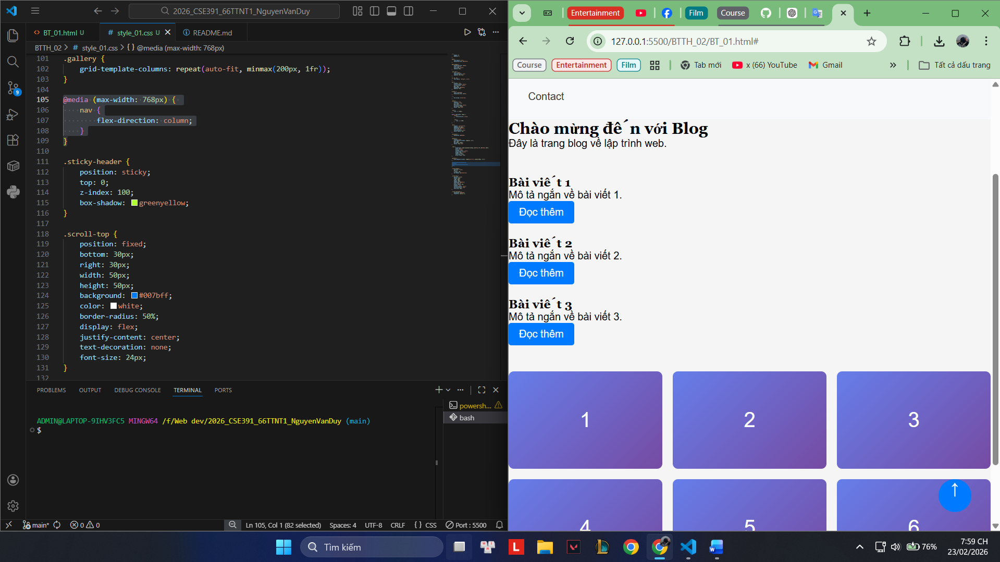 2026_CSE391_66TTNT1_NguyenVanDuy
BT_01.html U
# style_01.css U
README.md
BTTH_02 > # style_01.css > { } @media (max-width: 768px)
101 .gallery {
102 grid-template-columns: repeat(auto-fit, minmax(200px, 1fr));
103 }
104
105 @media (max-width: 768px) {
106 nav {
107 flex-direction: column;
108 }
109 }
110
111 .sticky-header {
112 position: sticky;
113 top: 0;
114 z-index: 100;
115 box-shadow: greenyellow;
116 }
117
118 .scroll-top {
119 position: fixed;
120 bottom: 30px;
121 right: 30px;
122 width: 50px;
123 height: 50px;
124 background: #007bff;
125 color: white;
126 border-radius: 50%;
127 display: flex;
128 justify-content: center;
129 text-decoration: none;
130 font-size: 24px;
131 }
132
9
PROBLEMS OUTPUT DEBUG CONSOLE TERMINAL PORTS
powersh...
bash
ADMIN@LAPTOP-9IHV3FC5 MINGW64 /f/Web dev/2026_CSE391_66TTNT1_NguyenVanDuy (main)
$
main* 0 0 Ln 105, Col 1 (82 selected) Spaces: 4 UTF-8 CRLF { } CSS Port : 5500
Entertainment Film Course
127.0.0.1:5500/BTTH_02/BT_01.html#
Course Entertainment Film Tab mới x (66) YouTube Gmail » Tất cả dấu trang
Contact
Chào mừng đến với Blog
Đây là trang blog về lập trình web.
Bài viết 1
Mô tả ngắn về bài viết 1.
Đọc thêm
Bài viết 2
Mô tả ngắn về bài viết 2.
Đọc thêm
Bài viết 3
Mô tả ngắn về bài viết 3.
Đọc thêm
1 2 3
4 5 6
↑
Tìm kiếm
L
76%
7:59 CH
23/02/2026